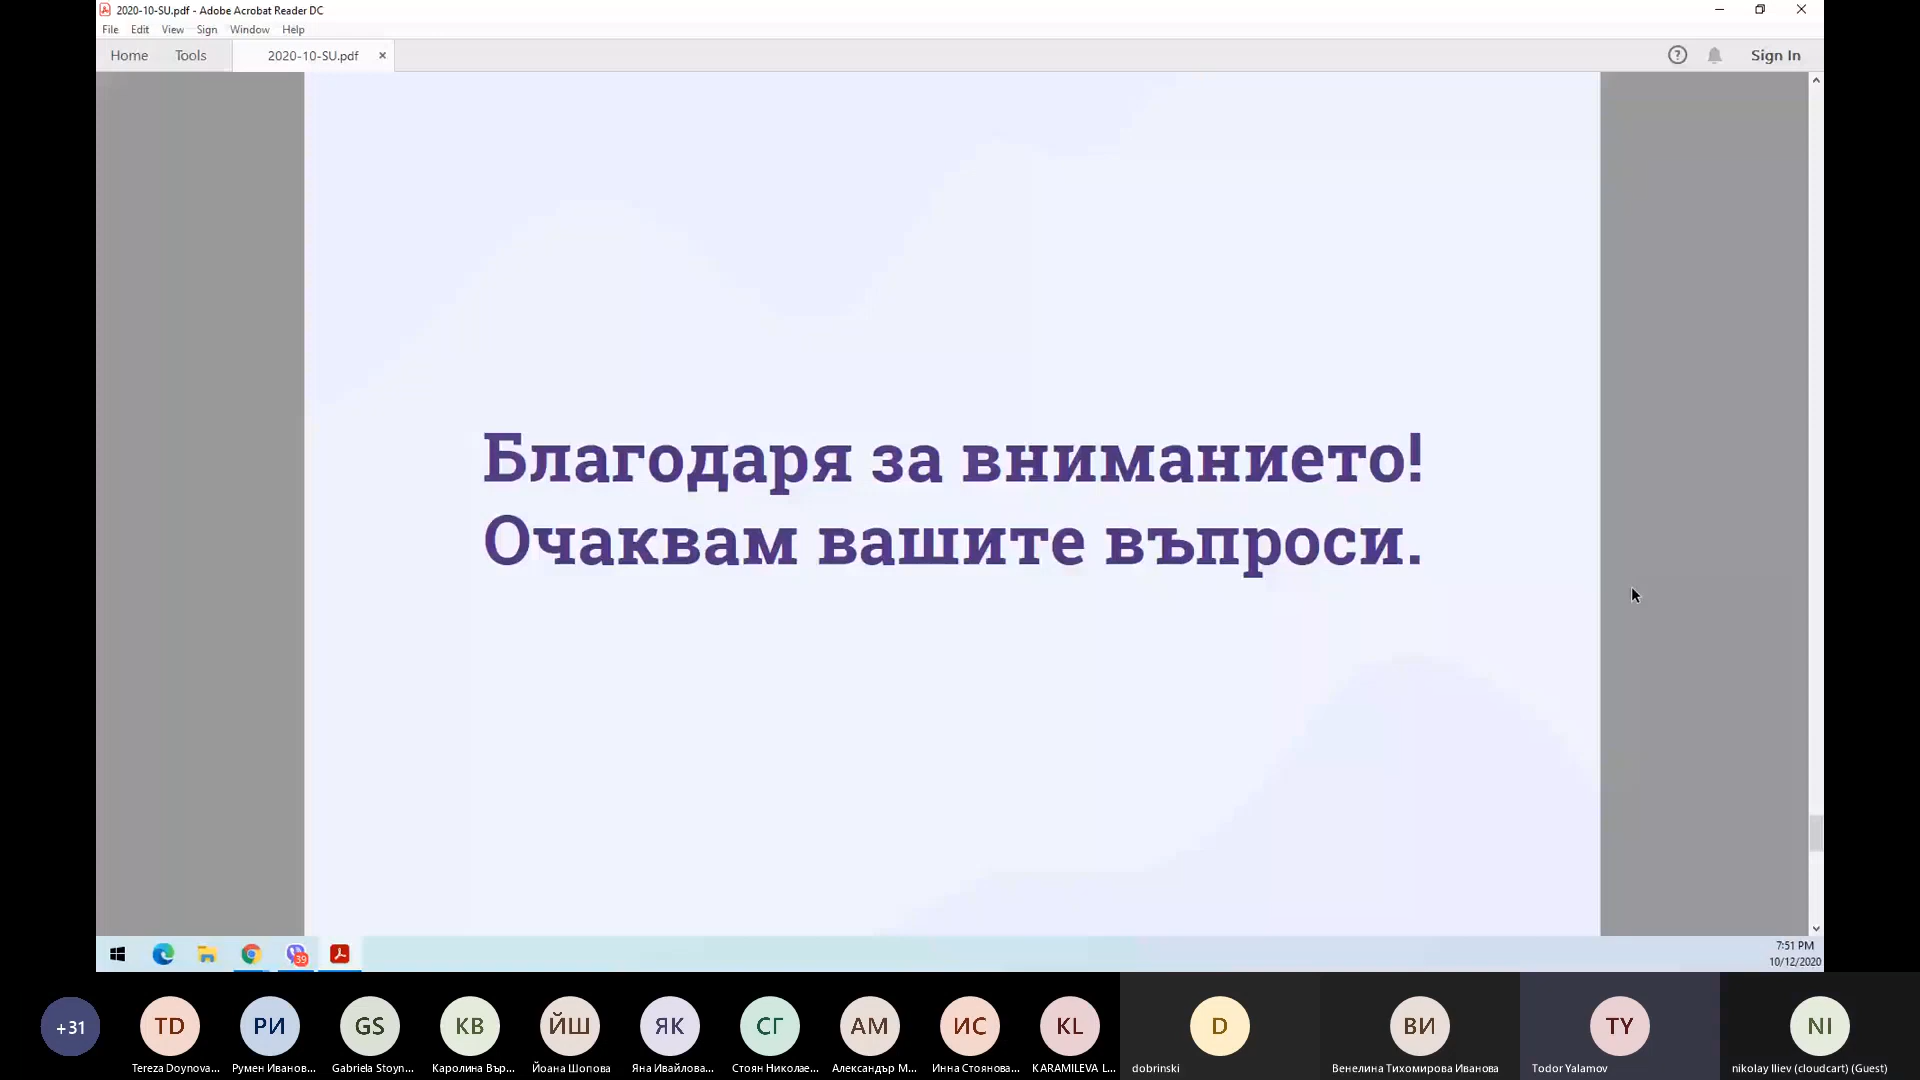 2020-10-SU.pdf - Adobe Acrobat Reader DC
File Edit View Sign Window Help
Home Tools 2020-10-SU.pdf Sign In
Благодаря за вниманието!
Очаквам вашите въпроси.
39
7:51 PM
10/12/2020
+31 TD РИ GS КВ ЙШ ЯК СГ АМ ИС KL D ВИ TY NI
Tereza Doynova... Румен Иванов... Gabriela Stoyn... Каролина Вър... Йоана Шопова Яна Ивайлова... Стоян Николае... Александър М... Инна Стоянова... KARAMILEVA L... dobrinski Венелина Тихомирова Иванова Todor Yalamov nikolay Iliev (cloudcart) (Guest)